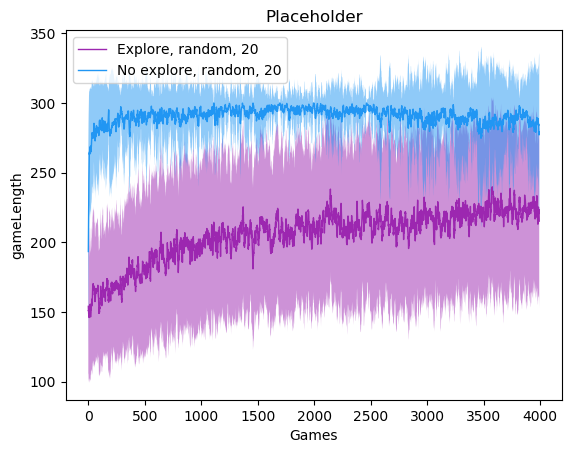 Placeholder
Explore, random, 20
No explore, random, 20
350
300
250
200
150
100
gameLength
0 500 1000 1500 2000 2500 3000 3500 4000
Games